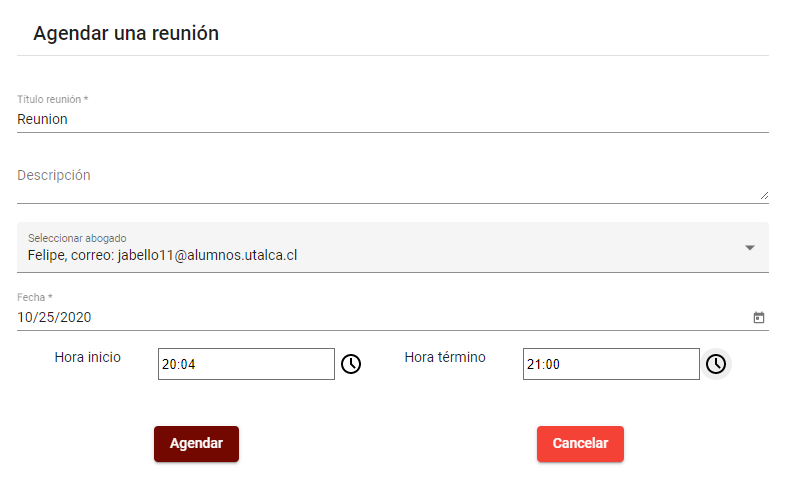 Agendar una reunión
Título reunión *
Reunion
Descripción
Seleccionar abogado
Felipe, correo: jabello11@alumnos.utalca.cl
Fecha *
10/25/2020
Hora inicio 20:04 Hora término 21:00
Agendar Cancelar